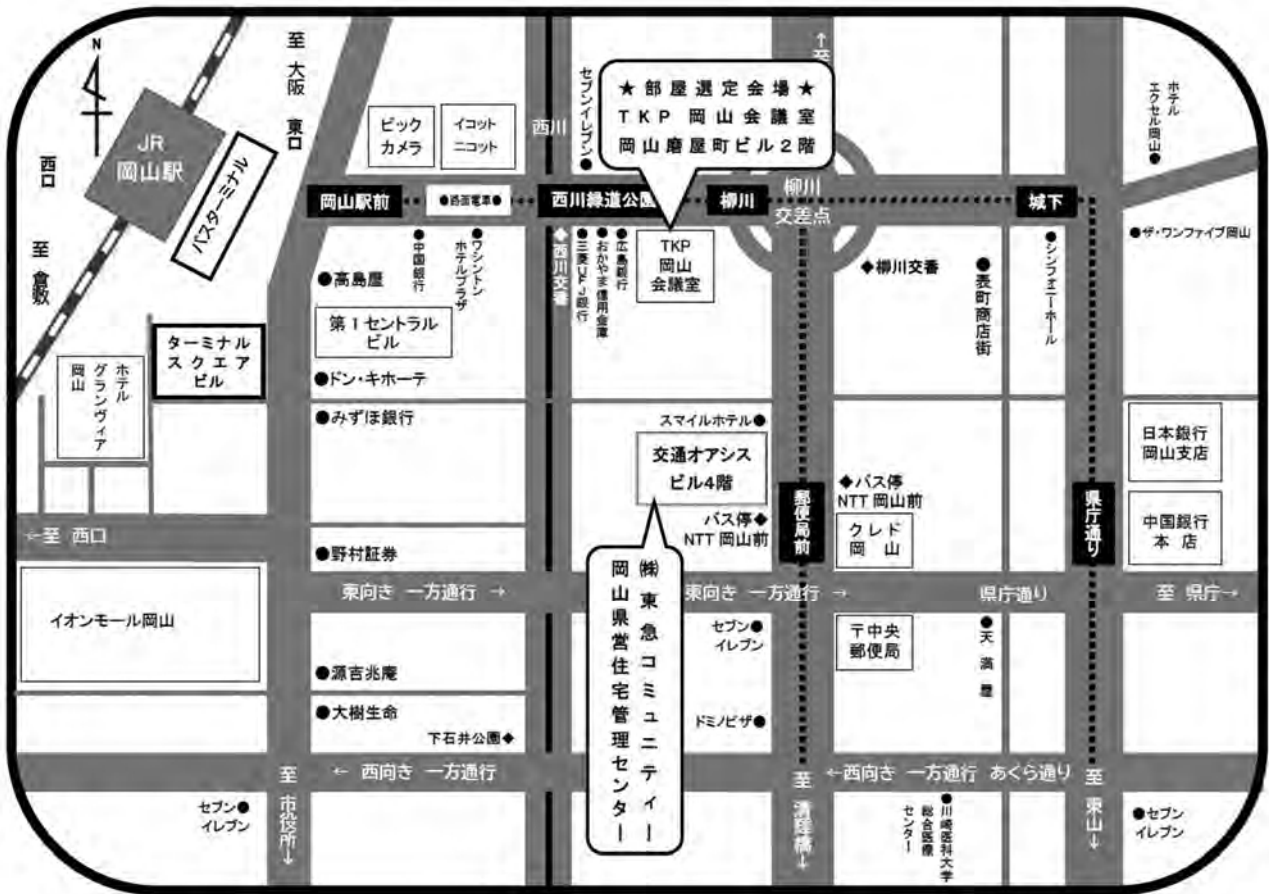 N
至 大阪 東口
JR
岡山駅
西口
至 倉敷
バスターミナル
ビック
カメラ
イコット
ニコット
西川
セブンイレブン●
★部屋選定会場★
TKP 岡山会議室
岡山磨屋町ビル2階
↑至
ホテル
エクセル岡山●
岡山駅前
●路面電車●
西川緑道公園
柳川
柳川
交差点
城下
●中国銀行
●ワシントン
ホテルプラザ
◆西川交番
●三菱UFJ銀行
●おかやま信用金庫
●広島銀行
TKP
岡山
会議室
◆柳川交番
●表町商店街
●シンフォニーホール
●ザ・ワンファイブ岡山
●高島屋
第1セントラル
ビル
●ドン・キホーテ
ターミナル
スクエア
ビル
ホテル
グランヴィア
岡山
●みずほ銀行
スマイルホテル●
交通オアシス
ビル4階
日本銀行
岡山支店
◆バス停
NTT 岡山前
郵便局前
県庁通り
バス停◆
NTT 岡山前
クレド
岡 山
中国銀行
本 店
←至 西口
●野村証券
㈱東急コミュニティー
岡山県営住宅管理センター
東向き 一方通行 →
東向き 一方通行 →
県庁通り
至 県庁→
イオンモール岡山
セブン●
イレブン
〒中央
郵便局
●天満屋
●源吉兆庵
●大樹生命
ドミノピザ●
下石井公園◆
← 西向き 一方通行
←西向き 一方通行 あくら通り
至 市役所↓
至 清輝橋↓
至 東山↓
セブン●
イレブン
●川崎医科大学
総合医療
センター
●セブン
イレブン